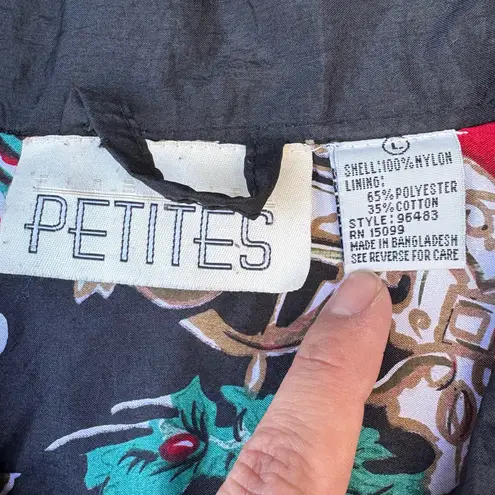 PETITES
L
SHELL:100%NYLON
LINING:
65%POLYESTER
35%COTTON
STYLE: 96483
RN 15099
MADE IN BANGLADESH
SEE REVERSE FOR CARE